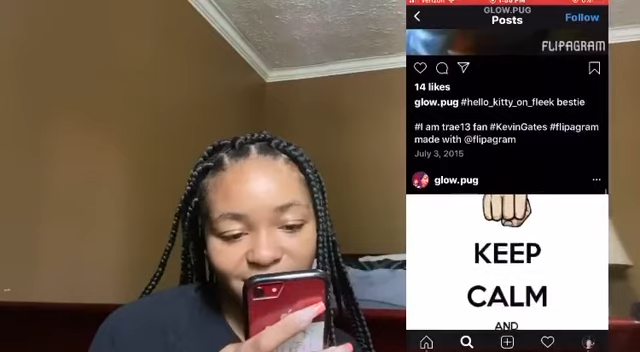 GLOW.PUG
Posts
Follow
FLIPAGRAM
14 likes
glow.pug #hello_kitty_on_fleek bestie
#I am trae13 fan #KevinGates #flipagram
made with @flipagram
July 3, 2015
glow.pug
KEEP
CALM
AND